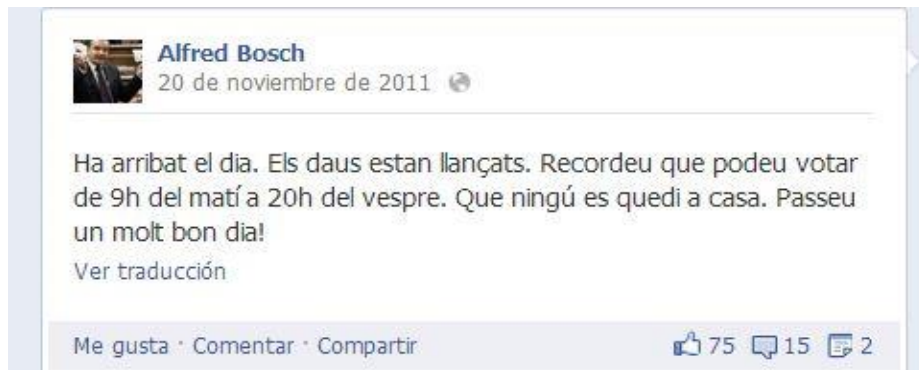 Alfred Bosch
20 de noviembre de 2011
Ha arribat el dia. Els daus estan llançats. Recordeu que podeu votar
de 9h del matí a 20h del vespre. Que ningú es quedi a casa. Passeu
un molt bon dia!
Ver traducción
Me gusta · Comentar · Compartir 75 15 2